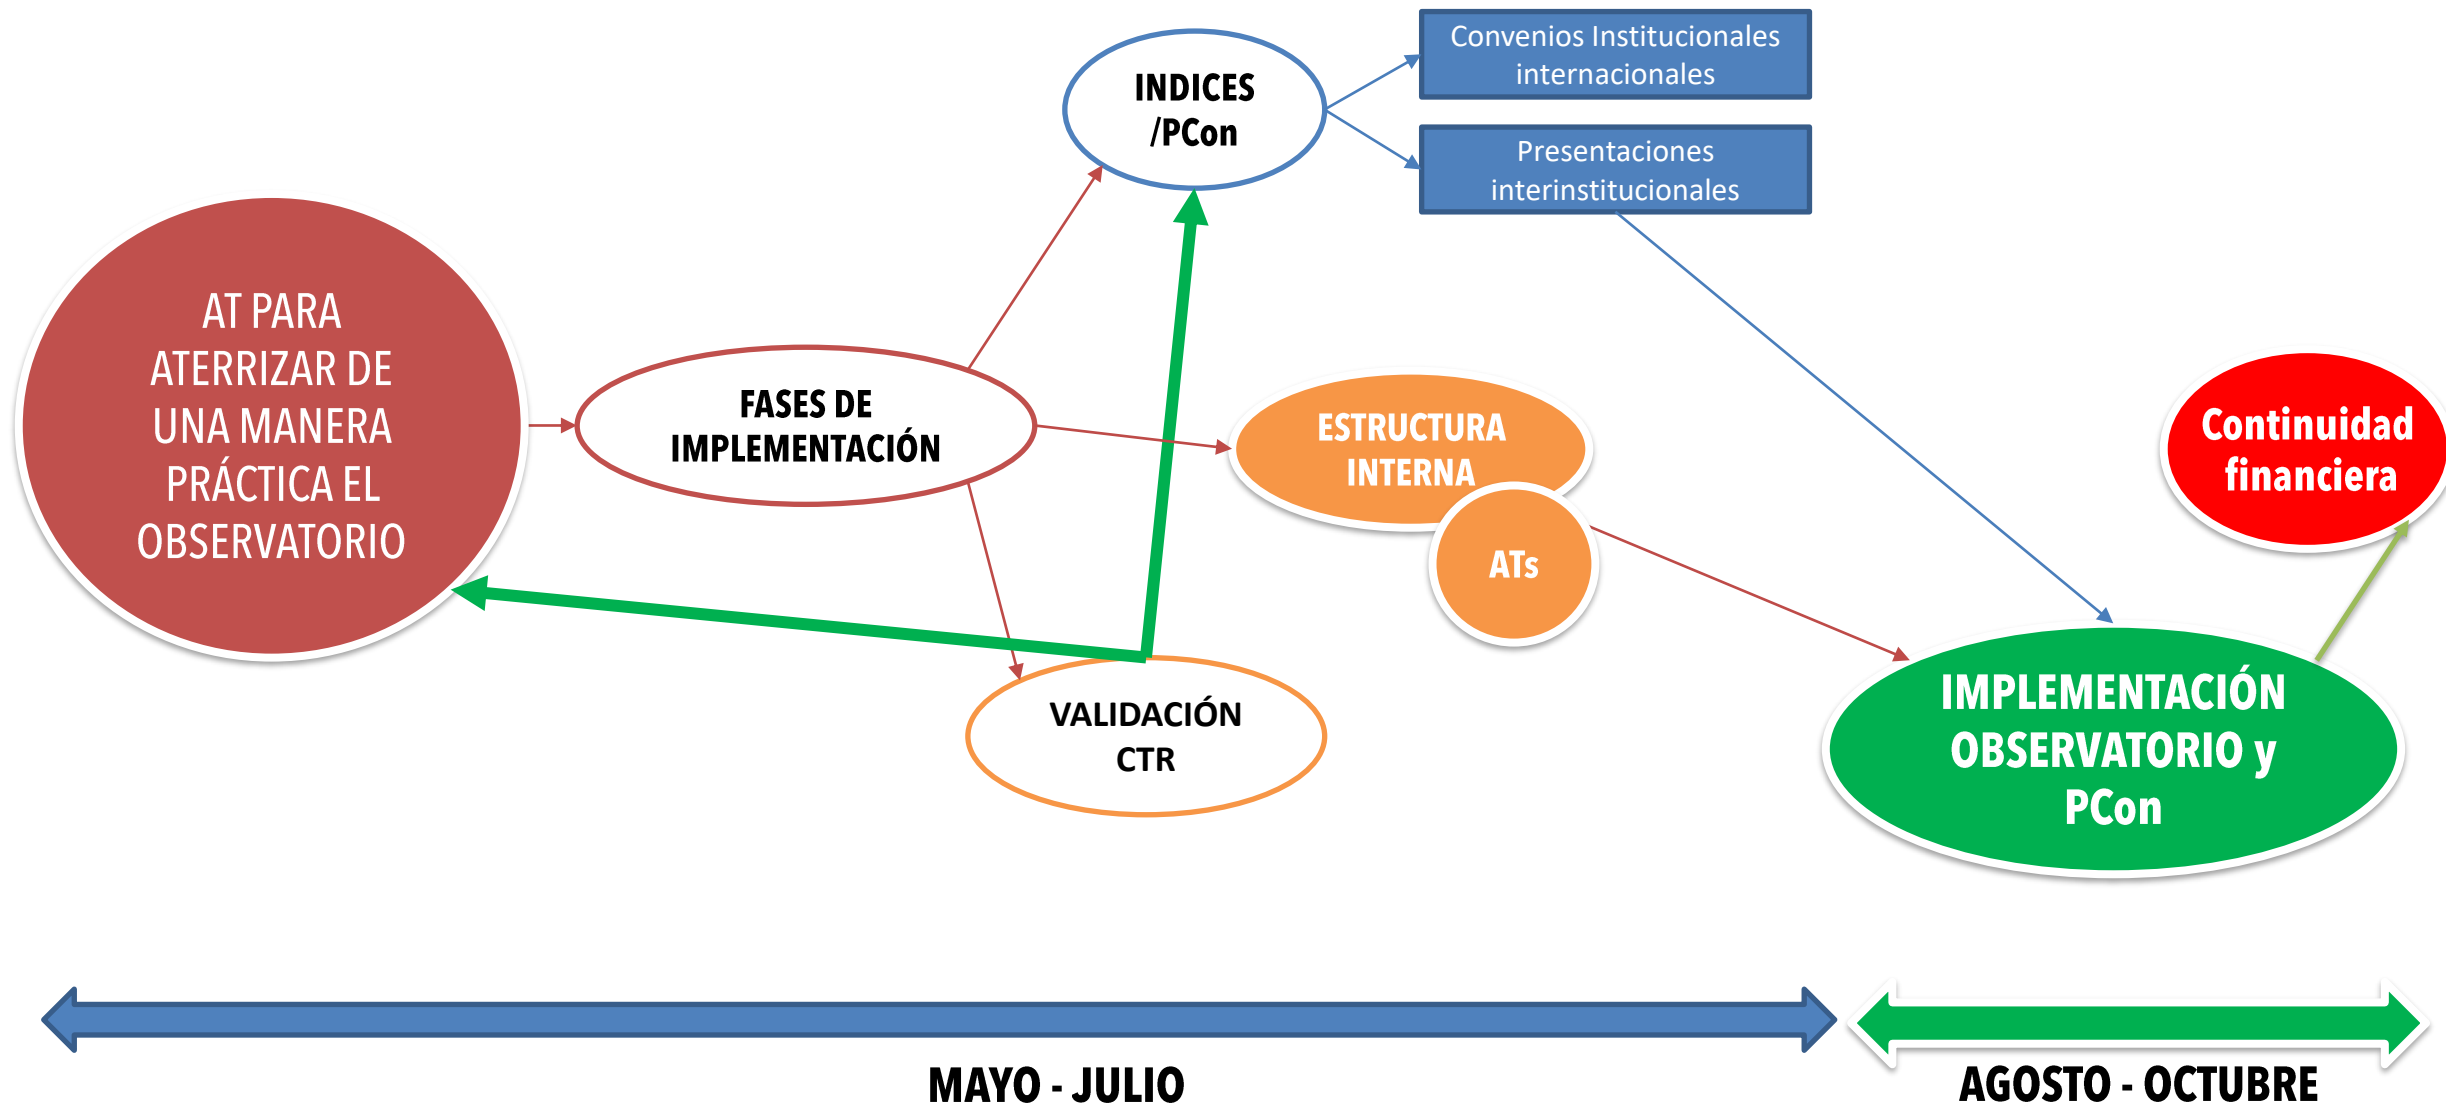 AT PARA
ATERRIZAR DE
UNA MANERA
PRÁCTICA EL
OBSERVATORIO
FASES DE
IMPLEMENTACIÓN
INDICES
/PCon
Convenios Institucionales
internacionales
Presentaciones
interinstitucionales
ESTRUCTURA
INTERNA
ATs
VALIDACIÓN
CTR
Continuidad
financiera
IMPLEMENTACIÓN
OBSERVATORIO y
PCon
MAYO - JULIO
AGOSTO - OCTUBRE